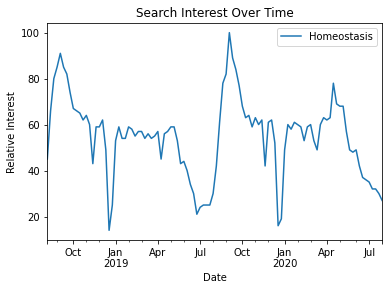 Search Interest Over Time
Homeostasis
Relative Interest
100
80
60
40
20
Oct
Jan
2019
Apr
Jul
Oct
Jan
2020
Apr
Jul
Date